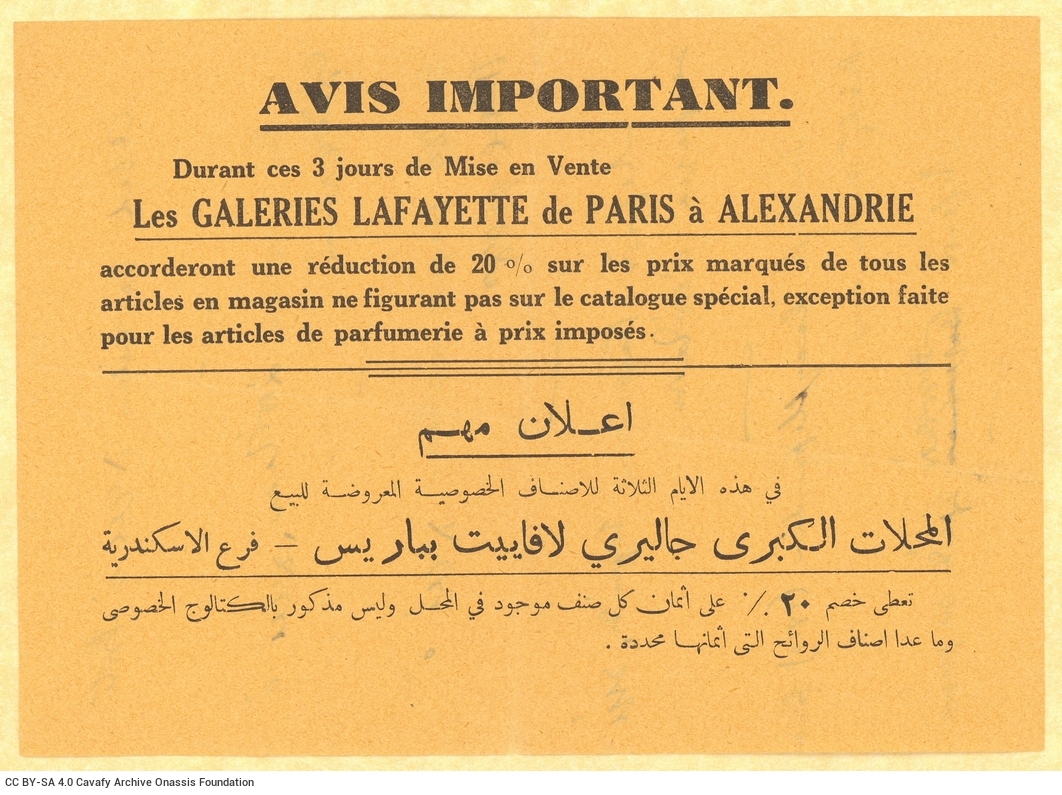 AVIS IMPORTANT.
Durant ces 3 jours de Mise en Vente
Les GALERIES LAFAYETTE de PARIS à ALEXANDRIE
accorderont une réduction de 20 % sur les prix marqués de tous les
articles en magasin ne figurant pas sur le catalogue spécial, exception faite
pour les articles de parfumerie à prix imposés.
اعلان مهم
في هذه الايام الثلاثة للاصناف الخصوصية المعروضة للبيع
المحلات الكبرى جاليري لافاييت بباريس – فرع الاسكندرية
تعطى خصم ٢٠ ٪ على أثمان كل صنف موجود في المحل وليس مذكور بالكتالوج الخصوصى
وما عدا اصناف الروائح التى أثمانها محددة .
CC BY-SA 4.0 Cavafy Archive Onassis Foundation